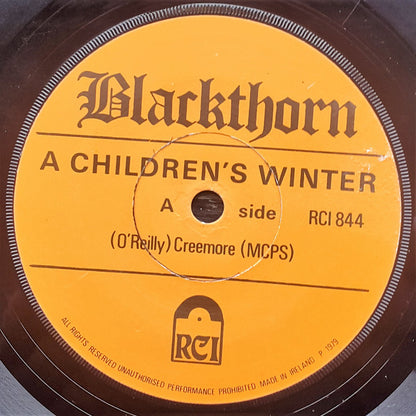 Blackthorn
A CHILDREN'S WINTER
A side RCI 844
(O'Reilly) Creemore (MCPS)
RCI
ALL RIGHTS RESERVED UNAUTHORISED PERFORMANCE PROHIBITED MADE IN IRELAND P 1979